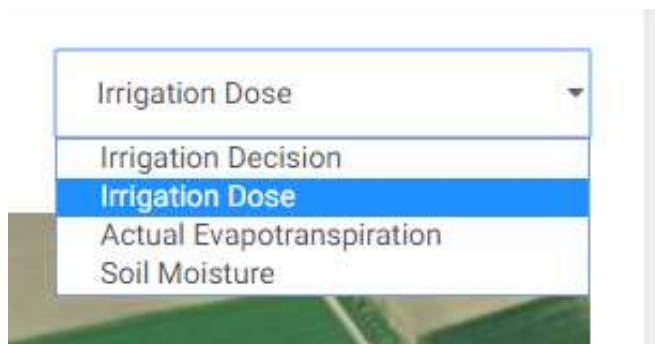 Irrigation Dose
Irrigation Decision
Irrigation Dose
Actual Evapotranspiration
Soil Moisture